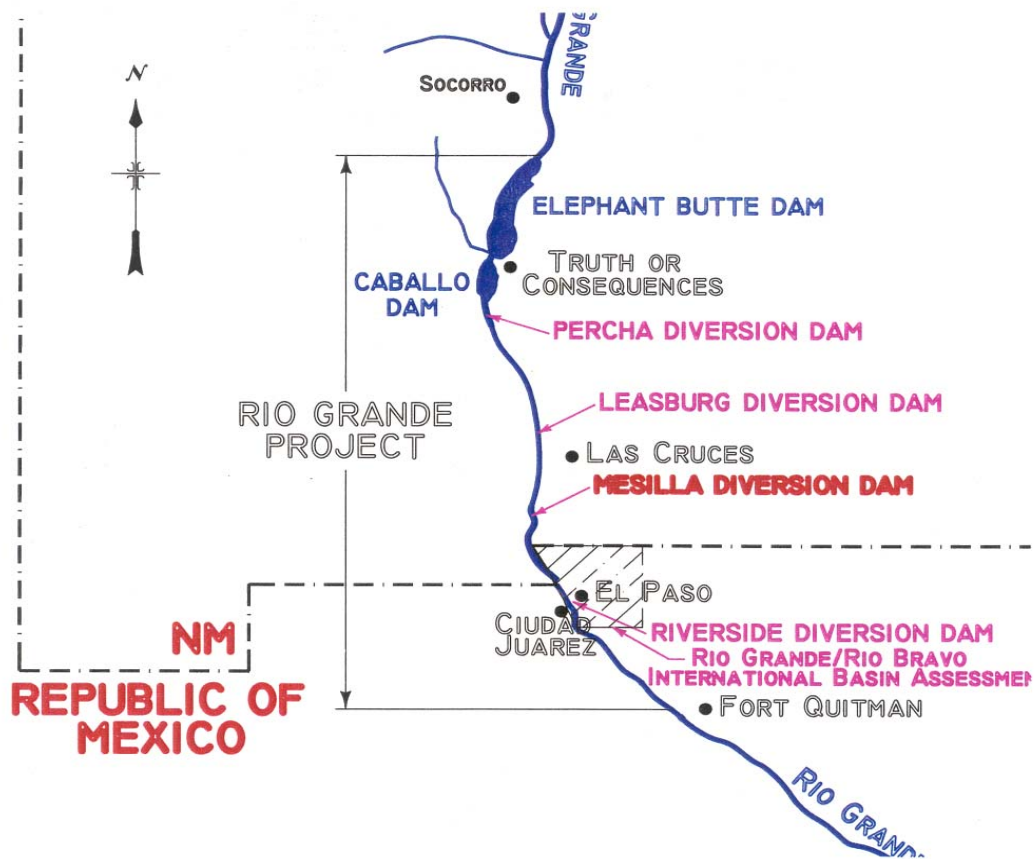 GRANDE
N
SOCORRO
ELEPHANT BUTTE DAM
TRUTH OR
CONSEQUENCES
CABALLO
DAM
PERCHA DIVERSION DAM
LEASBURG DIVERSION DAM
RIO GRANDE
PROJECT
LAS CRUCES
MESILLA DIVERSION DAM
EL PASO
CIUDAD
JUAREZ
NM
RIVERSIDE DIVERSION DAM
RIO GRANDE/RIO BRAVO
INTERNATIONAL BASIN ASSESSMEN
REPUBLIC OF
MEXICO
FORT QUITMAN
RIO GRAND